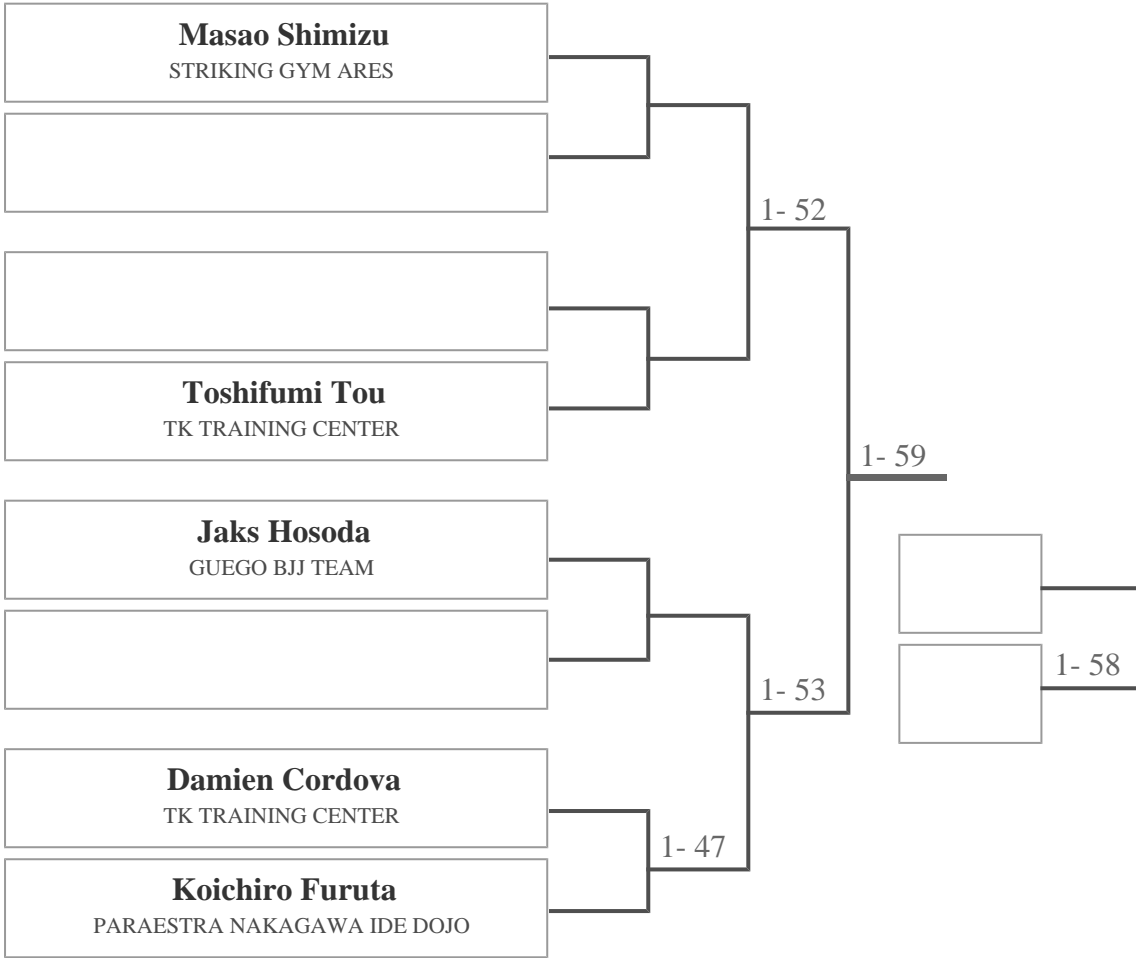 Masao Shimizu
STRIKING GYM ARES
1- 52
Toshifumi Tou
TK TRAINING CENTER
1- 59
Jaks Hosoda
GUEGO BJJ TEAM
1- 58
1- 53
Damien Cordova
TK TRAINING CENTER
1- 47
Koichiro Furuta
PARAESTRA NAKAGAWA IDE DOJO